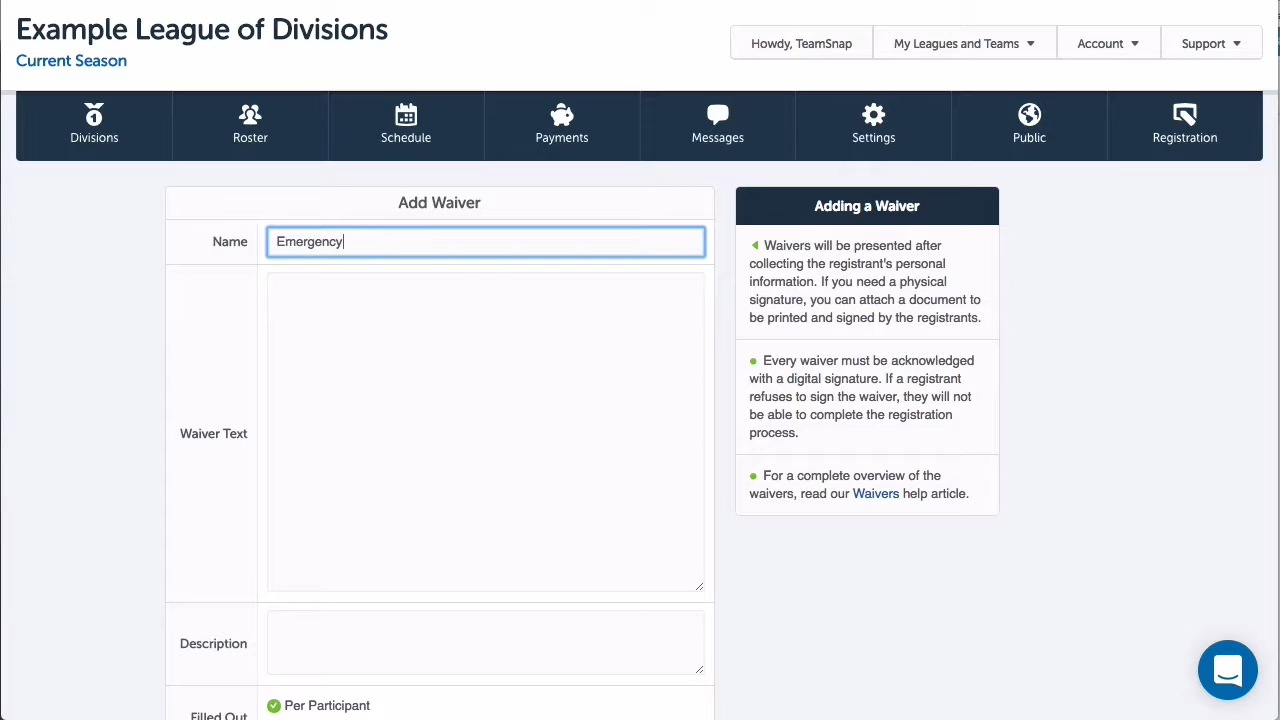 Example League of Divisions
Current Season
Howdy, TeamSnap
My Leagues and Teams
Account
Support
Divisions
Roster
Schedule
Payments
Messages
Settings
Public
Registration
Add Waiver
Name
Emergency
Waiver Text
Description
Filled Out
Per Participant
Adding a Waiver
Waivers will be presented after
collecting the registrant's personal
information. If you need a physical
signature, you can attach a document to
be printed and signed by the registrants.
Every waiver must be acknowledged
with a digital signature. If a registrant
refuses to sign the waiver, they will not
be able to complete the registration
process.
For a complete overview of the
waivers, read our Waivers help article.